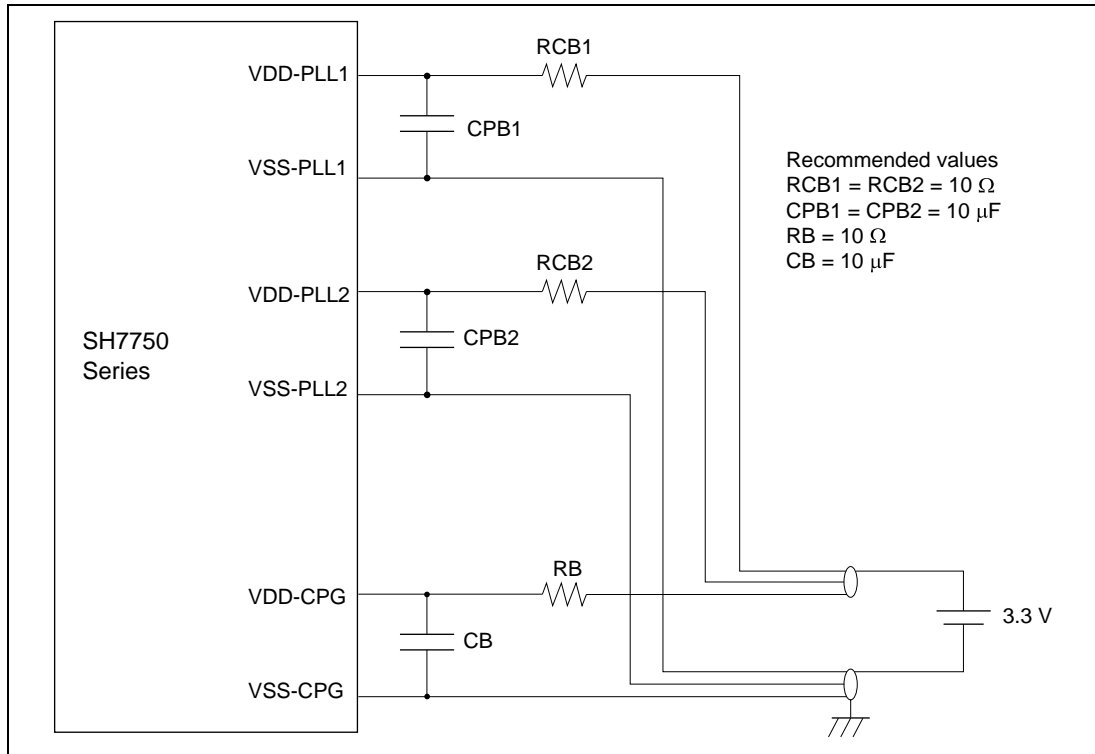 RCB1
VDD-PLL1
CPB1
VSS-PLL1
Recommended values
RCB1 = RCB2 = 10 Ω
CPB1 = CPB2 = 10 μF
RB = 10 Ω
CB = 10 μF
RCB2
VDD-PLL2
CPB2
SH7750
Series
VSS-PLL2
RB
VDD-CPG
3.3 V
CB
VSS-CPG